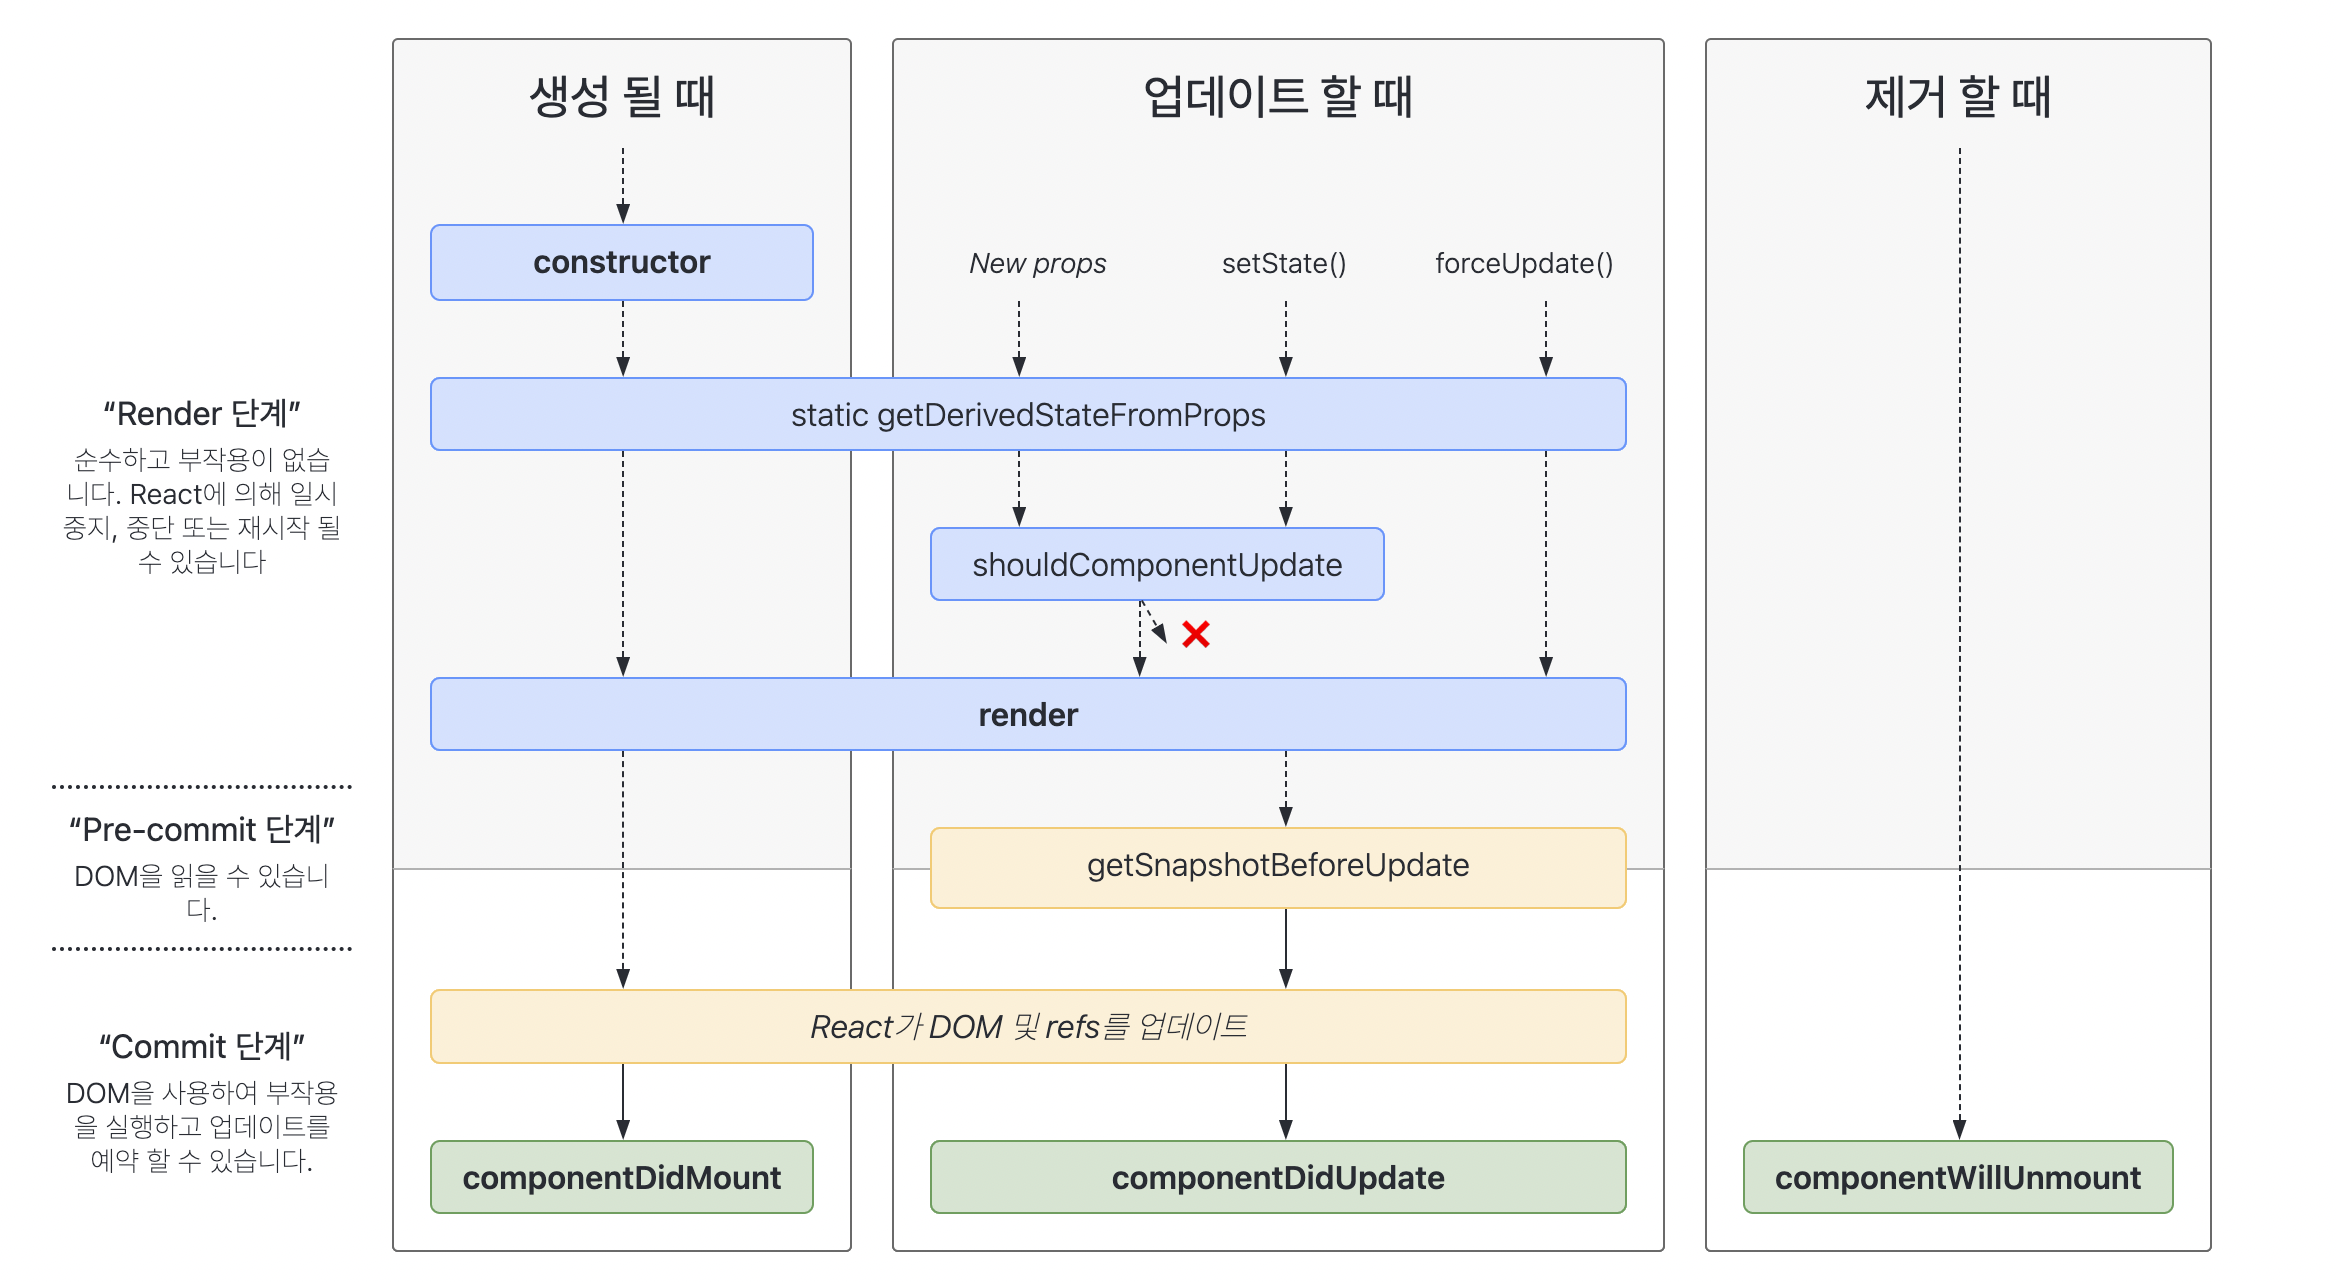 생성 될 때
업데이트 할 때
제거 할 때
constructor
New props
setState()
forceUpdate()
static getDerivedStateFromProps
“Render 단계”
순수하고 부작용이 없습
니다. React에 의해 일시
중지, 중단 또는 재시작 될
수 있습니다
shouldComponentUpdate
render
“Pre-commit 단계”
DOM을 읽을 수 있습니
다.
getSnapshotBeforeUpdate
React가 DOM 및 refs를 업데이트
“Commit 단계”
DOM을 사용하여 부작용
을 실행하고 업데이트를
예약 할 수 있습니다.
componentDidMount
componentDidUpdate
componentWillUnmount